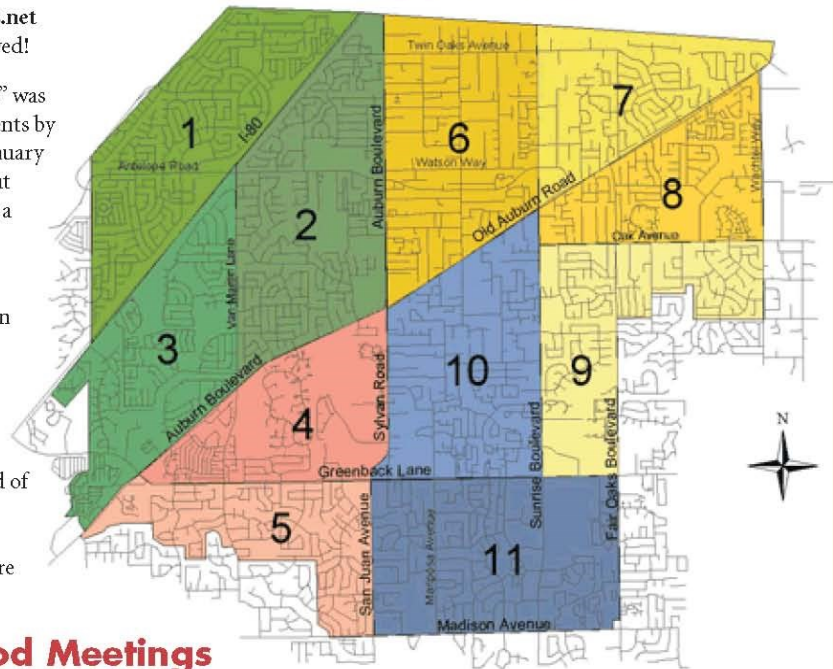 s.net
ed!
” was
ents by
nuary
a
n
d of
re
od Meetings
Twin Oaks Avenue
7
1
I-80
6
Antelope Road
Auburn Boulevard
Watson Way
Wachtel Way
8
2
Old Auburn Road
Oak Avenue
Van Maren Lane
3
10
9
Auburn Boulevard
4
Sylvan Road
Sunrise Boulevard
Fair Oaks Boulevard
N
Greenback Lane
5
San Juan Avenue
Mariposa Avenue
11
Madison Avenue